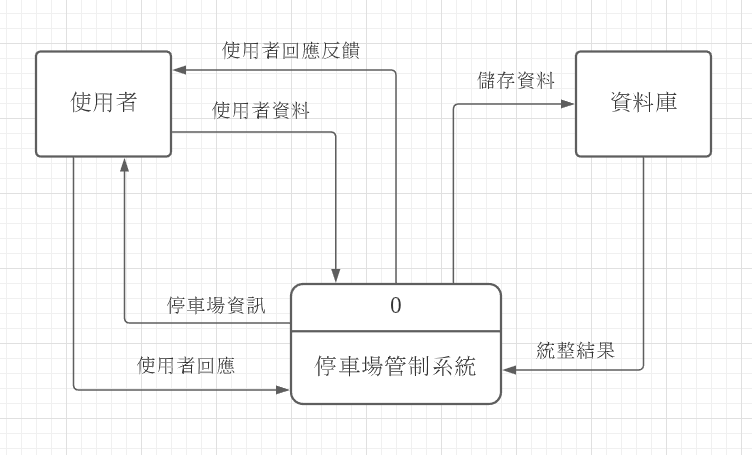 使用者回應反饋
儲存資料
使用者
資料庫
使用者資料
停車場資訊
0
統整結果
使用者回應
停車場管制系統